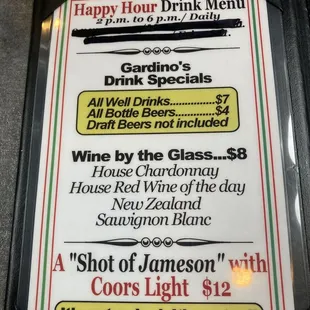 Happy Hour Drink Menu
2 p.m. to 6 p.m./ Daily
Gardino's
Drink Specials
All Well Drinks...............$7
All Bottle Beers..............$4
Draft Beers not included
Wine by the Glass...$8
House Chardonnay
House Red Wine of the day
New Zealand
Sauvignon Blanc
A "Shot of Jameson" with
Coors Light $12